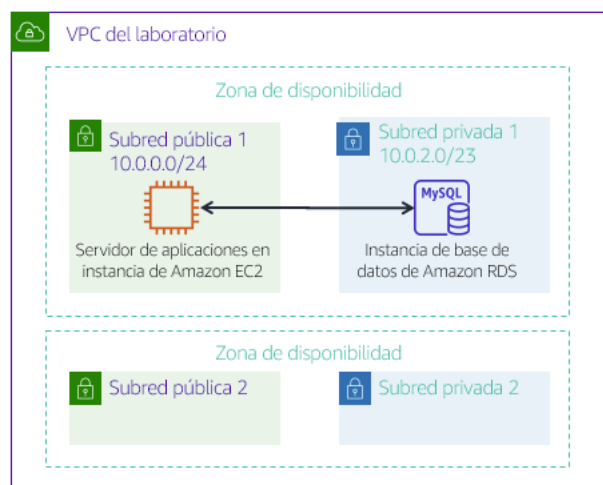 VPC del laboratorio
Zona de disponibilidad
Subred pública 1
10.0.0.0/24
Servidor de aplicaciones en
instancia de Amazon EC2
Subred privada 1
10.0.2.0/23
MySQL
Instancia de base de
datos de Amazon RDS
Zona de disponibilidad
Subred pública 2
Subred privada 2